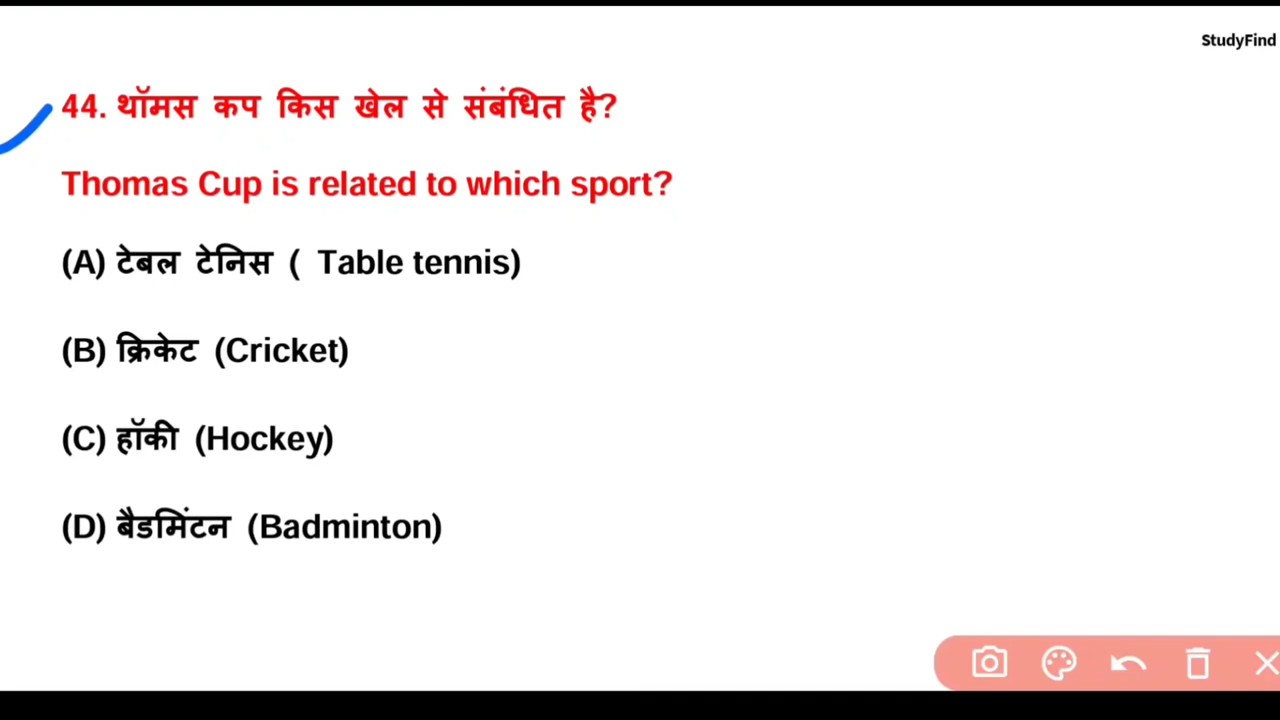 StudyFind
44. थॉमस कप किस खेल से संबंधित है?
Thomas Cup is related to which sport?
(A) टेबल टेनिस ( Table tennis)
(B) क्रिकेट (Cricket)
(C) हॉकी (Hockey)
(D) बैडमिंटन (Badminton)